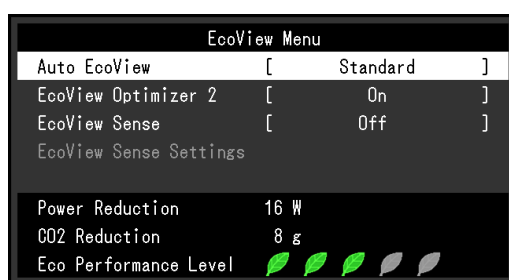 EcoView Menu
Auto EcoView [ Standard ]
EcoView Optimizer 2 [ On ]
EcoView Sense [ Off ]
EcoView Sense Settings
Power Reduction 16 W
CO2 Reduction 8 g
Eco Performance Level